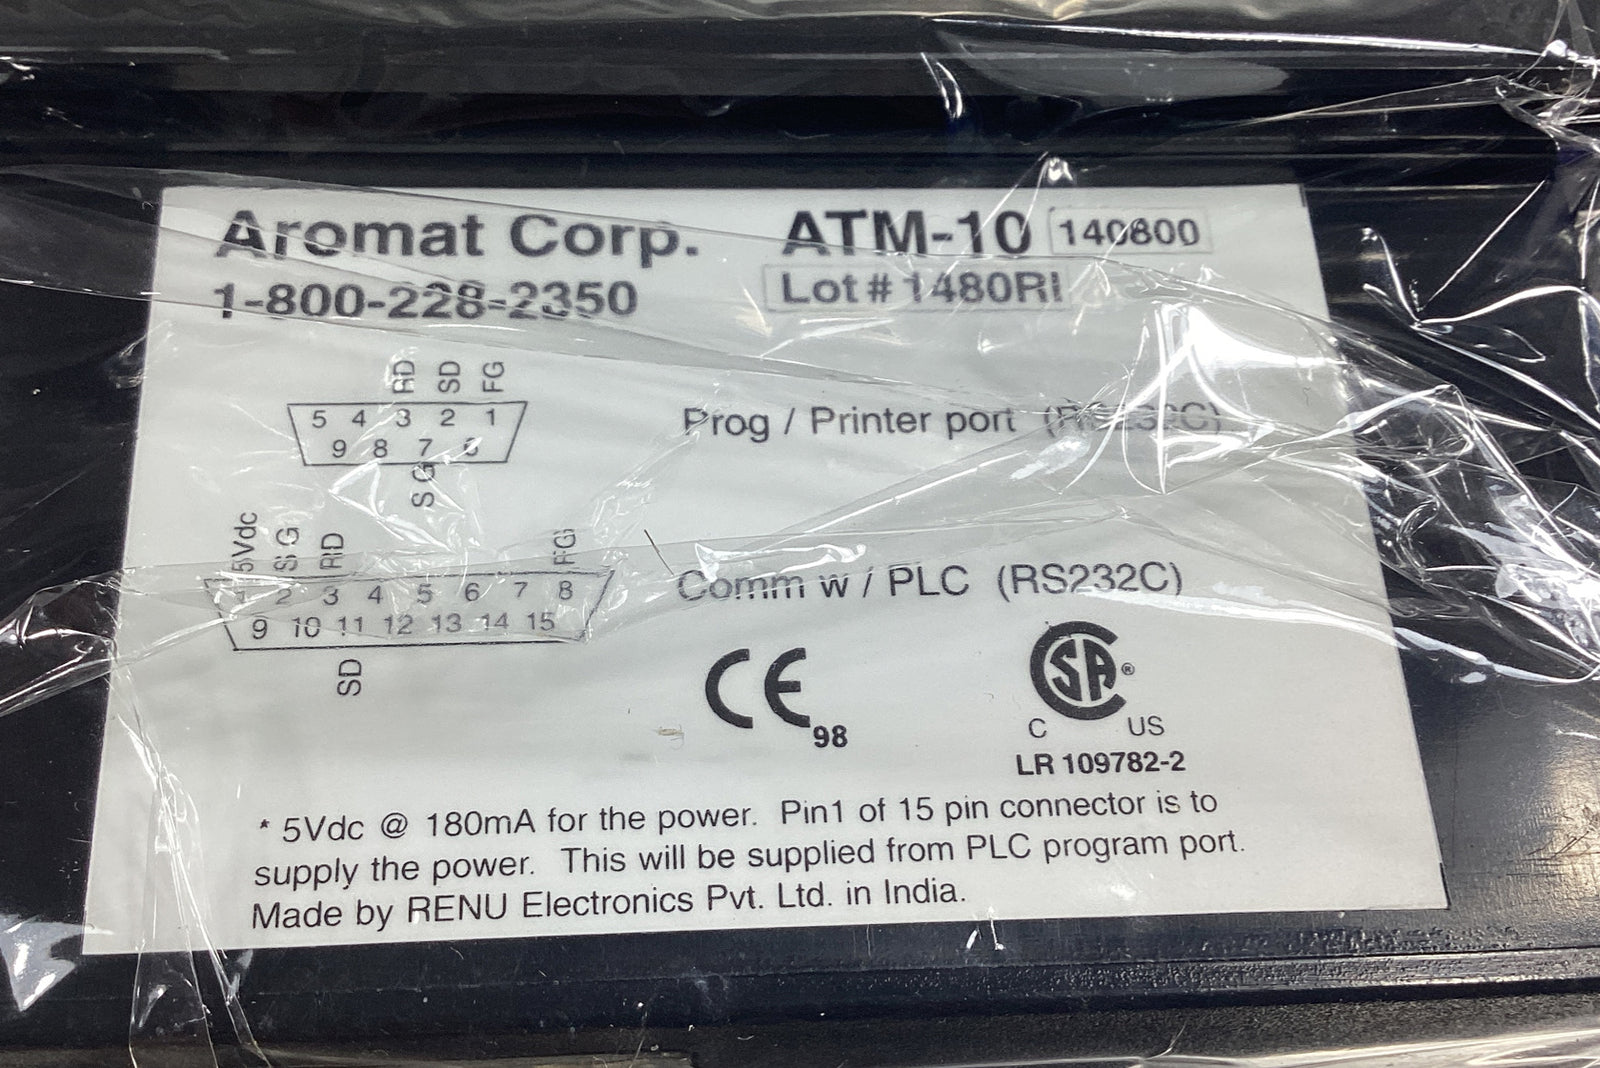 Aromat Corp. ATM-10 140800
1-800-228-2350 Lot # 1480RI
RD SD FG
5 4 3 2 1
Prog / Printer port (RS232C)
9 8 7 6
SG
5Vdc SG RD FG
1 2 3 4 5 6 7 8
Comm w / PLC (RS232C)
9 10 11 12 13 14 15
SD
CE 98
CSA ®
C US
LR 109782-2
* 5Vdc @ 180mA for the power. Pin1 of 15 pin connector is to
supply the power. This will be supplied from PLC program port.
Made by RENU Electronics Pvt. Ltd. in India.